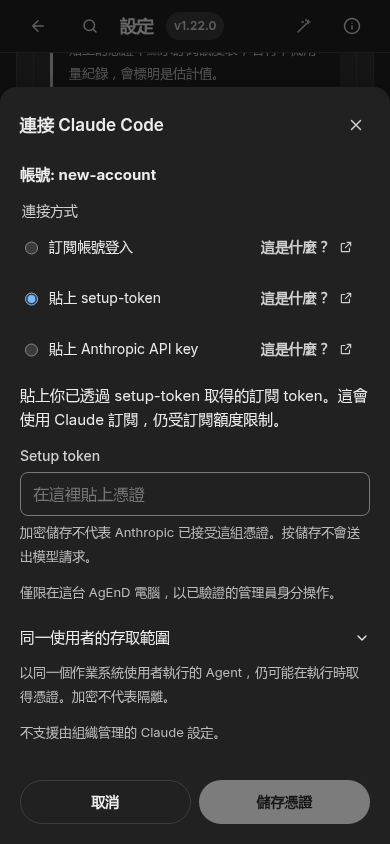 設定 v1.22.0
量紀錄，會標明是估計值。
連接 Claude Code
帳號: new-account
連接方式
訂閱帳號登入 這是什麼？
貼上 setup-token 這是什麼？
貼上 Anthropic API key 這是什麼？
貼上你已透過 setup-token 取得的訂閱 token。這會
使用 Claude 訂閱，仍受訂閱額度限制。
Setup token
在這裡貼上憑證
加密儲存不代表 Anthropic 已接受這組憑證。按儲存不會送
出模型請求。
僅限在這台 AgEnD 電腦，以已驗證的管理員身分操作。
同一使用者的存取範圍
以同一個作業系統使用者執行的 Agent，仍可能在執行時取
得憑證。加密不代表隔離。
不支援由組織管理的 Claude 設定。
取消 儲存憑證